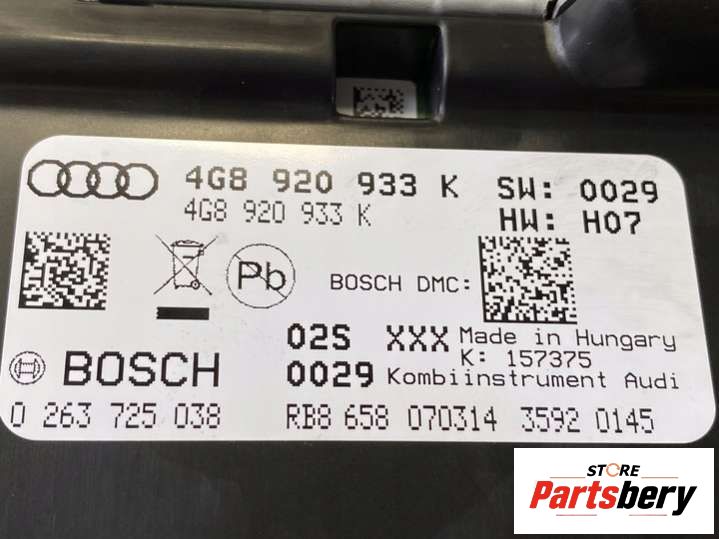 4G8 920 933 K SW: 0029
4G8 920 933 K HW: H07
Pb
BOSCH DMC:
02S XXX Made in Hungary
K: 157375
BOSCH 0029 Kombiinstrument Audi
0 263 725 038 RB8 658 070314 3592 0145
STORE
Partsbery